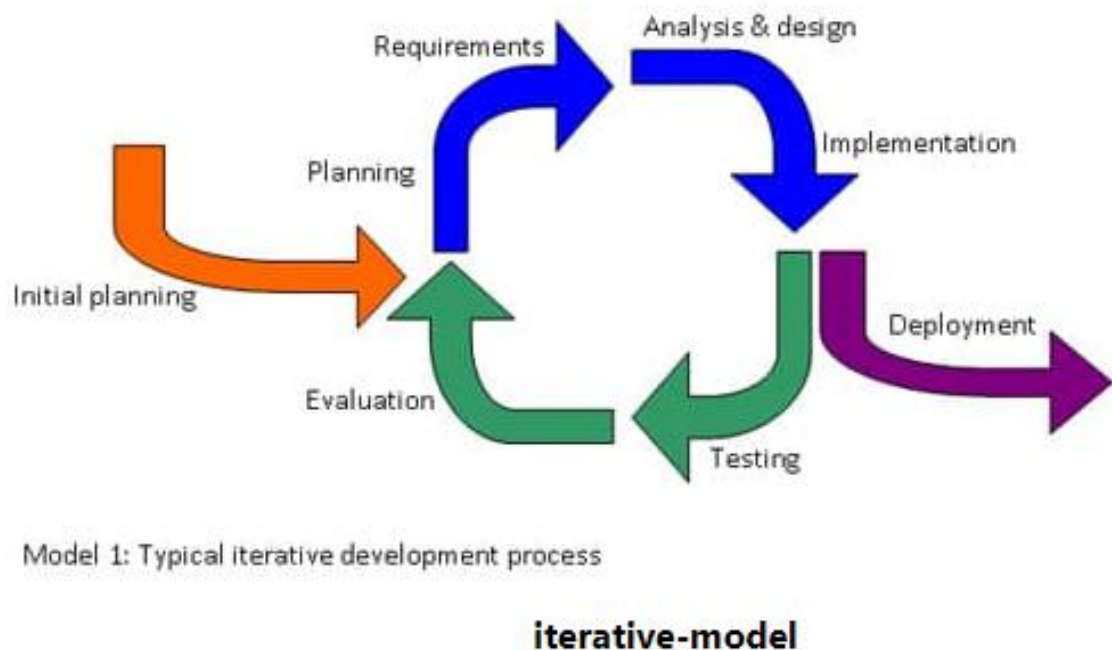 Requirements
Analysis & design
Planning
Implementation
Initial planning
Deployment
Evaluation
Testing
Model 1: Typical iterative development process
iterative-model